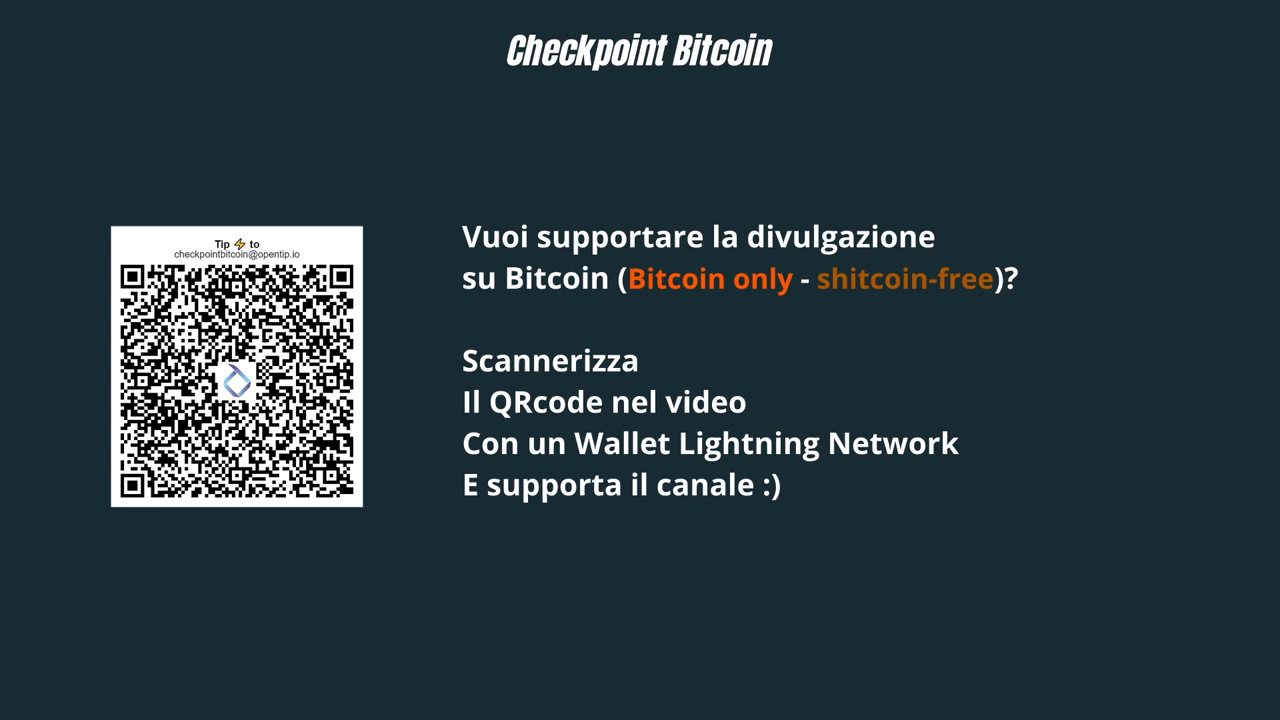 Checkpoint Bitcoin
Tip ⚡ to
checkpointbitcoin@opentip.io
Vuoi supportare la divulgazione
su Bitcoin (Bitcoin only - shitcoin-free)?
Scannerizza
Il QRcode nel video
Con un Wallet Lightning Network
E supporta il canale :)